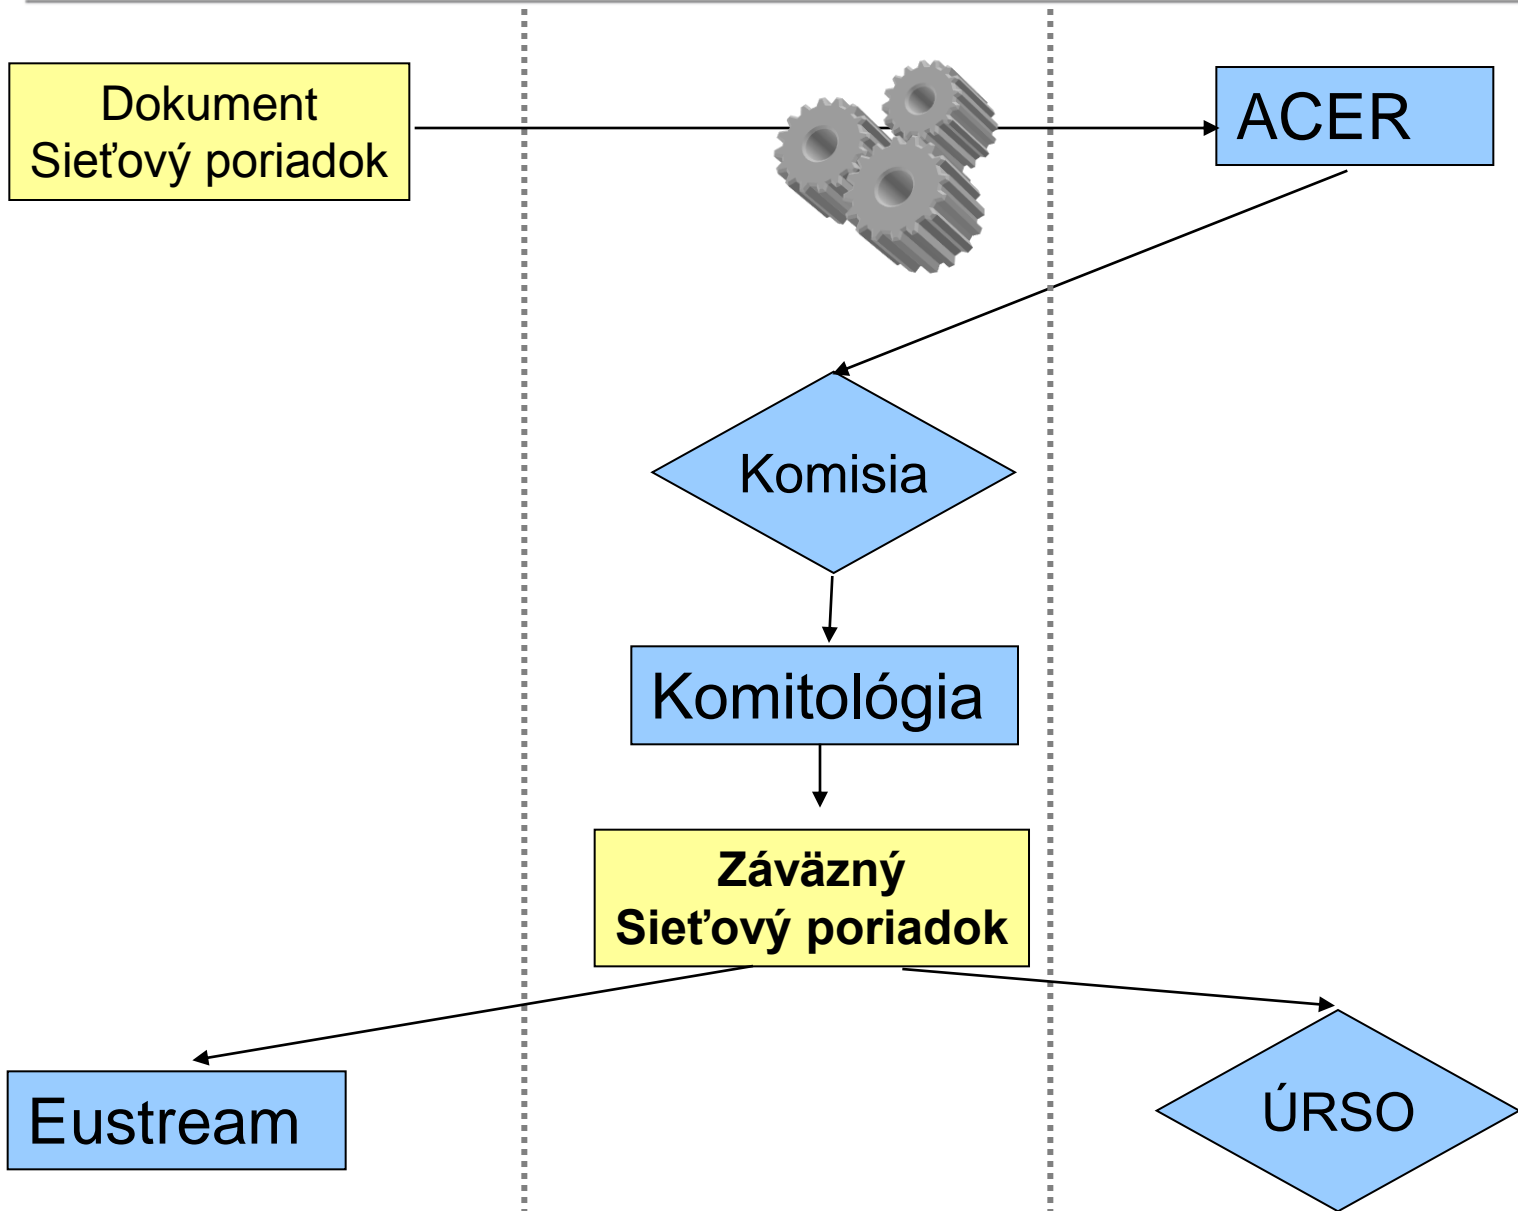 Dokument
Sieťový poriadok
ACER
Komisia
Komitológia
Záväzný
Sieťový poriadok
Eustream
ÚRSO